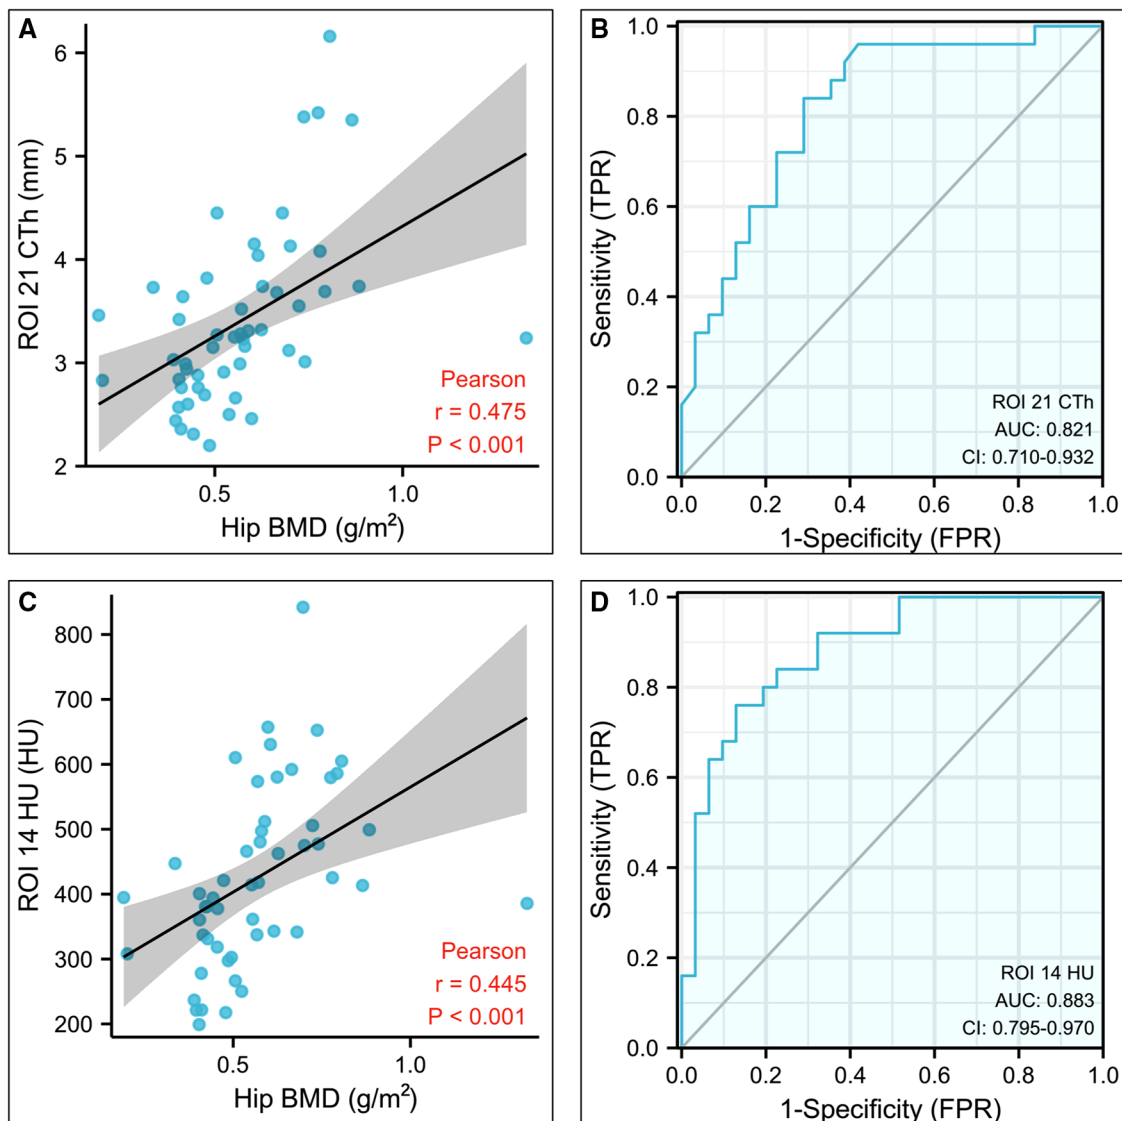 A
ROI 21 CTh (mm)
6
5
4
3
2
Pearson
r = 0.475
P < 0.001
0.5
1.0
Hip BMD (g/m²)
B
Sensitivity (TPR)
1.0
0.8
0.6
0.4
0.2
0.0
ROI 21 CTh
AUC: 0.821
CI: 0.710-0.932
0.0
0.2
0.4
0.6
0.8
1.0
1-Specificity (FPR)
C
ROI 14 HU (HU)
800
700
600
500
400
300
200
Pearson
r = 0.445
P < 0.001
0.5
1.0
Hip BMD (g/m²)
D
Sensitivity (TPR)
1.0
0.8
0.6
0.4
0.2
0.0
ROI 14 HU
AUC: 0.883
CI: 0.795-0.970
0.0
0.2
0.4
0.6
0.8
1.0
1-Specificity (FPR)